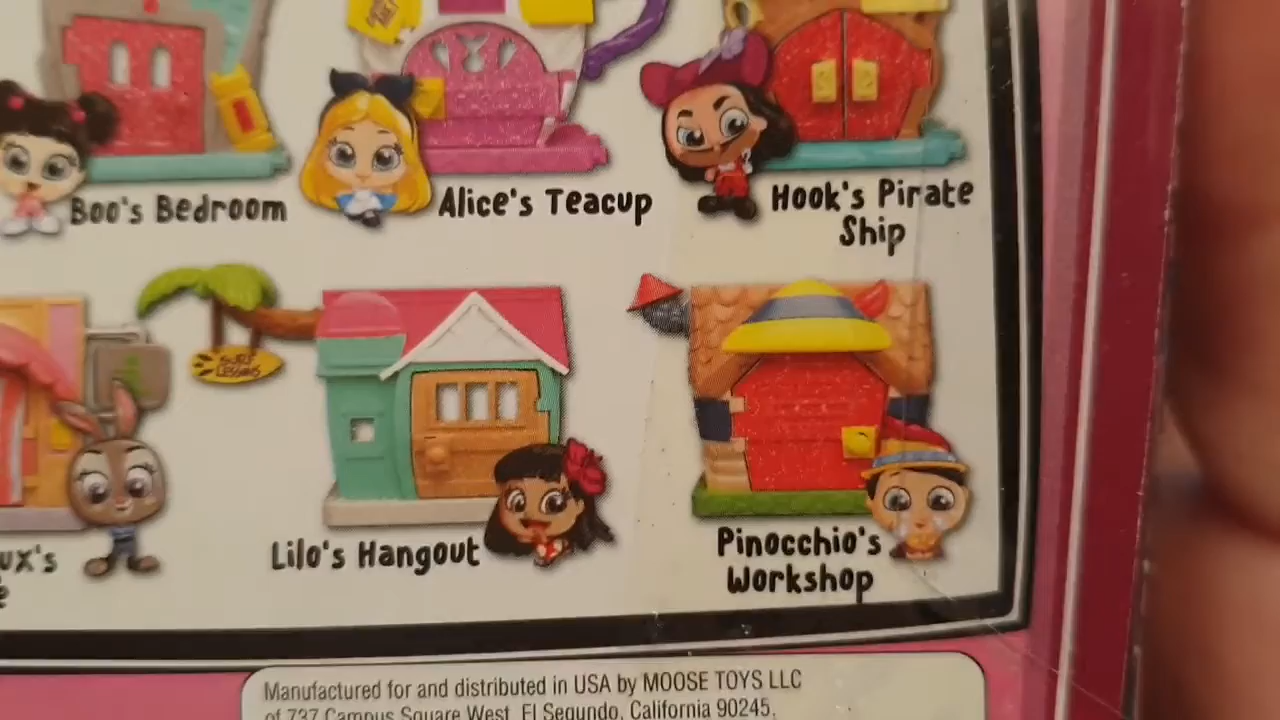 Boo's Bedroom
Alice's Teacup
Hook's Pirate
Ship
SURF
LESSONS
ux's
e
Lilo's Hangout
Pinocchio's
Workshop
Manufactured for and distributed in USA by MOOSE TOYS LLC
of 737 Campus Square West, El Segundo, California 90245.